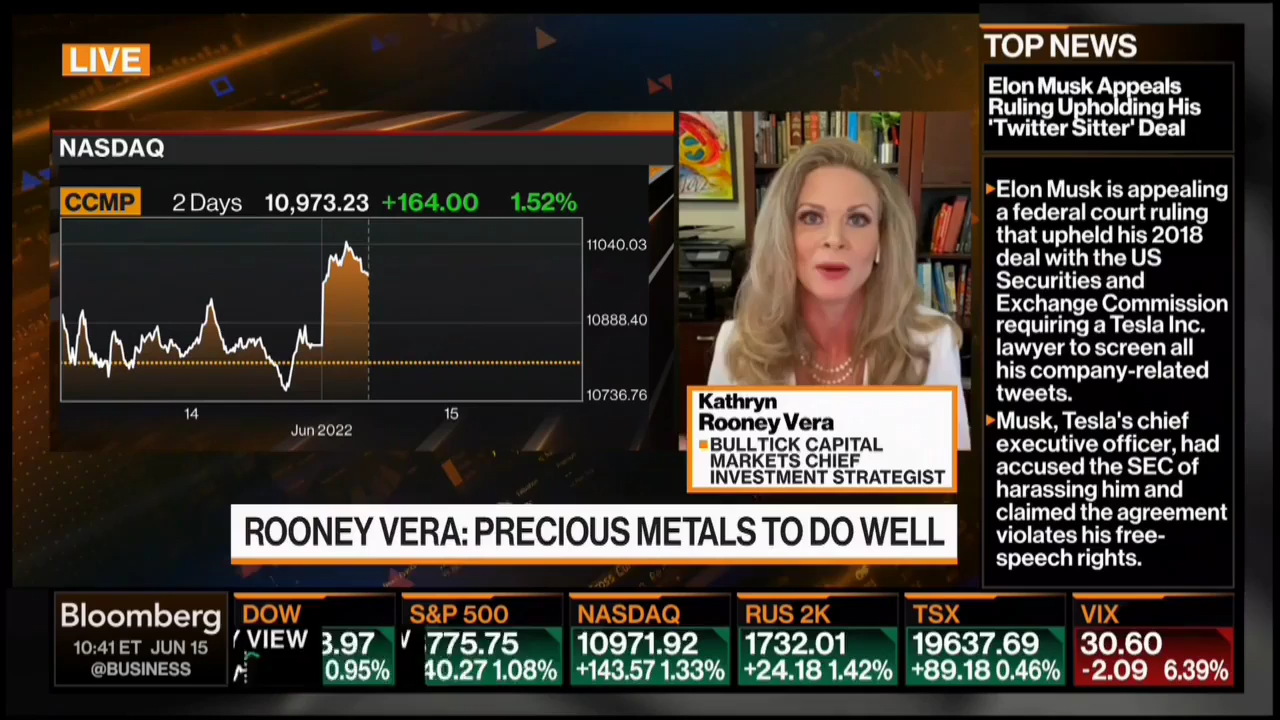 LIVE
NASDAQ
CCMP 2 Days 10,973.23 +164.00 1.52%
11040.03
10888.40
10736.76
14 15
Jun 2022
Kathryn
Rooney Vera
BULLTICK CAPITAL
MARKETS CHIEF
INVESTMENT STRATEGIST
ROONEY VERA: PRECIOUS METALS TO DO WELL
TOP NEWS
Elon Musk Appeals
Ruling Upholding His
'Twitter Sitter' Deal
Elon Musk is appealing
a federal court ruling
that upheld his 2018
deal with the US
Securities and
Exchange Commission
requiring a Tesla Inc.
lawyer to screen all
his company-related
tweets.
Musk, Tesla's chief
executive officer, had
accused the SEC of
harassing him and
claimed the agreement
violates his free-
speech rights.
Bloomberg
10:41 ET JUN 15
@BUSINESS
DOW
VIEW 3.97
0.95%
S&P 500
775.75
40.27 1.08%
NASDAQ
10971.92
+143.57 1.33%
RUS 2K
1732.01
+24.18 1.42%
TSX
19637.69
+89.18 0.46%
VIX
30.60
-2.09 6.39%